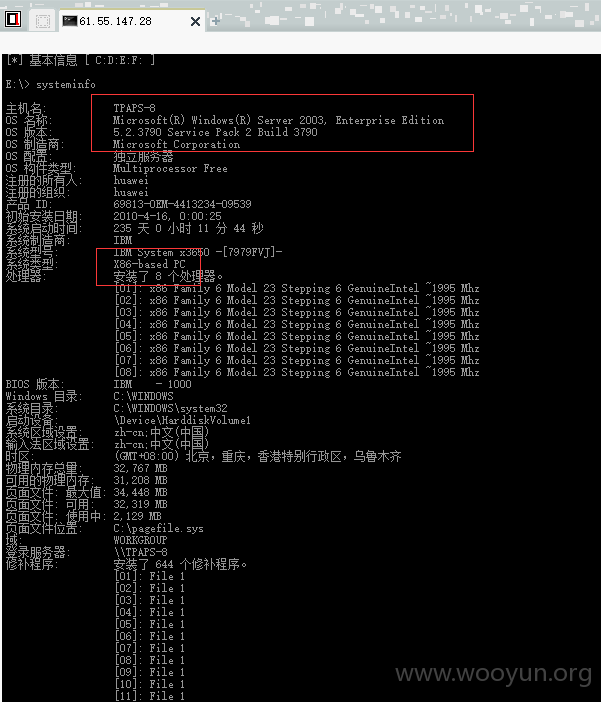 61.55.147.28
[*] 基本信息 [ C:D:E:F: ]
E:\> systeminfo
主机名: TPAPS-8
OS 名称: Microsoft(R) Windows(R) Server 2003, Enterprise Edition
OS 版本: 5.2.3790 Service Pack 2 Build 3790
OS 制造商: Microsoft Corporation
OS 配置: 独立服务器
OS 构件类型: Multiprocessor Free
注册的所有人: huawei
注册的组织: huawei
产品 ID: 69813-OEM-4413234-09539
初始安装日期: 2010-4-16, 0:00:25
系统启动时间: 235 天 0 小时 11 分 44 秒
系统制造商: IBM
系统型号: IBM System x3650 -[7979FVJ]-
系统类型: X86-based PC
处理器: 安装了 8 个处理器。
[01]: x86 Family 6 Model 23 Stepping 6 GenuineIntel ~1995 Mhz
[02]: x86 Family 6 Model 23 Stepping 6 GenuineIntel ~1995 Mhz
[03]: x86 Family 6 Model 23 Stepping 6 GenuineIntel ~1995 Mhz
[04]: x86 Family 6 Model 23 Stepping 6 GenuineIntel ~1995 Mhz
[05]: x86 Family 6 Model 23 Stepping 6 GenuineIntel ~1995 Mhz
[06]: x86 Family 6 Model 23 Stepping 6 GenuineIntel ~1995 Mhz
[07]: x86 Family 6 Model 23 Stepping 6 GenuineIntel ~1995 Mhz
[08]: x86 Family 6 Model 23 Stepping 6 GenuineIntel ~1995 Mhz
BIOS 版本: IBM - 1000
Windows 目录: C:\WINDOWS
系统目录: C:\WINDOWS\system32
启动设备: \Device\HarddiskVolume1
系统区域设置: zh-cn;中文(中国)
输入法区域设置: zh-cn;中文(中国)
时区: (GMT+08:00) 北京，重庆，香港特别行政区，乌鲁木齐
物理内存总量: 32,767 MB
可用的物理内存: 31,208 MB
页面文件: 最大值: 34,448 MB
页面文件: 可用: 32,319 MB
页面文件: 使用中: 2,129 MB
页面文件位置: C:\pagefile.sys
域: WORKGROUP
登录服务器: \\TPAPS-8
修补程序: 安装了 644 个修补程序。
[01]: File 1
[02]: File 1
[03]: File 1
[04]: File 1
[05]: File 1
[06]: File 1
[07]: File 1
[08]: File 1
[09]: File 1
[10]: File 1
[11]: File 1
www.wooyun.org